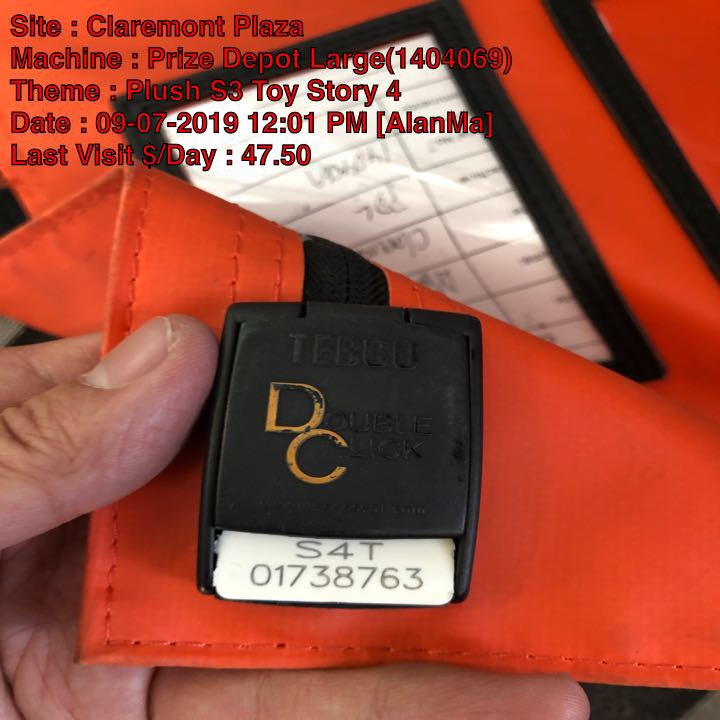 Site : Claremont Plaza
Machine : Prize Depot Large(1404069)
Theme : Plush S3 Toy Story 4
Date : 09-07-2019 12:01 PM [AlanMa]
Last Visit $/Day : 47.50
TEBCO
DOUBLE
CLICK
S4T
01738763